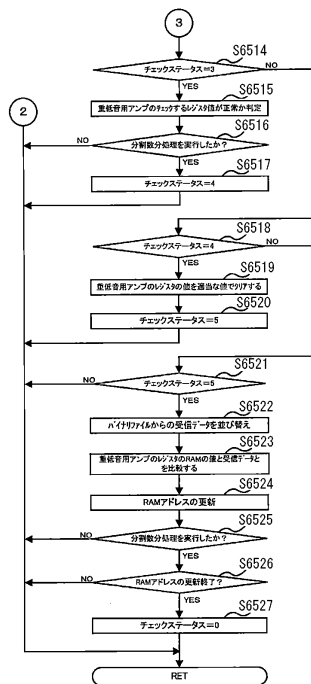 3
S6514
チェックステータス=3
NO
YES
S6515
重低音用アンプのチェックするレジスタ値が正常か判定
2
S6516
NO
分割数分処理を実行したか?
YES
S6517
チェックステータス=4
S6518
チェックステータス=4
NO
YES
S6519
重低音用アンプのレジスタの値を適当な値でクリアする
S6520
チェックステータス=5
S6521
NO
チェックステータス=5
YES
S6522
バイナリファイルからの受信データを並び替え
S6523
重低音用アンプのレジスタのRAMの値と受信データと
を比較する
S6524
RAMアドレスの更新
S6525
NO
分割数分処理を実行したか?
YES
S6526
NO
RAMアドレスの更新終了?
YES
S6527
チェックステータス=0
RET